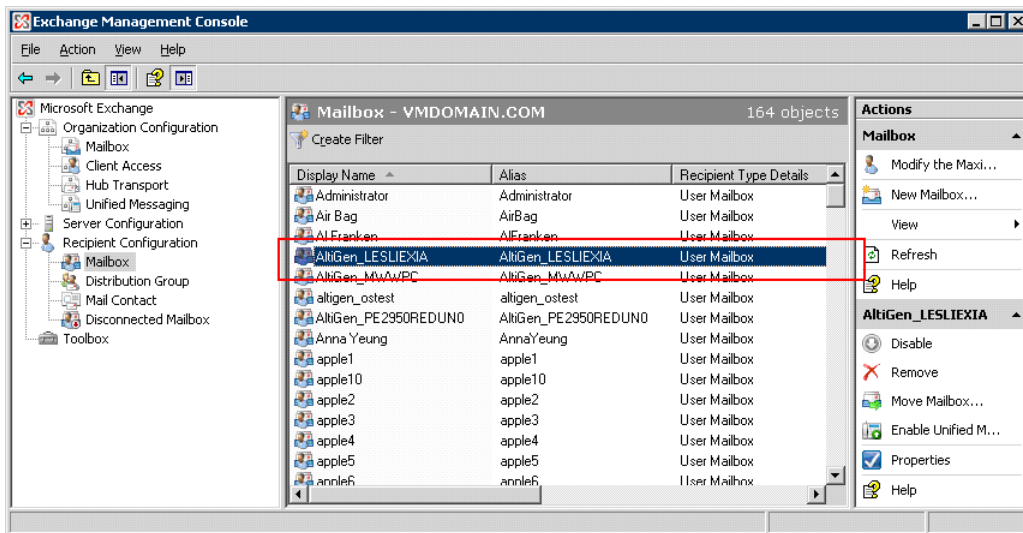 Exchange Management Console
File Action View Help
Microsoft Exchange
Organization Configuration
Mailbox
Client Access
Hub Transport
Unified Messaging
Server Configuration
Recipient Configuration
Mailbox
Distribution Group
Mail Contact
Disconnected Mailbox
Toolbox
Mailbox - VMDOMAIN.COM 164 objects
Create Filter
Display Name Alias Recipient Type Details
Administrator Administrator User Mailbox
Air Bag AirBag User Mailbox
Al Franken AlFranken User Mailbox
AltiGen_LESLIEXIA AltiGen_LESLIEXIA User Mailbox
AltiGen_MWWPC AltiGen_MWWPC User Mailbox
altigen_ostest altigen_ostest User Mailbox
AltiGen_PE2950REDUN0 AltiGen_PE2950REDUN0 User Mailbox
Anna Yeung AnnaYeung User Mailbox
apple1 apple1 User Mailbox
apple10 apple10 User Mailbox
apple2 apple2 User Mailbox
apple3 apple3 User Mailbox
apple4 apple4 User Mailbox
apple5 apple5 User Mailbox
apple6 apple6 User Mailbox
Actions
Mailbox
Modify the Maxi...
New Mailbox...
View
Refresh
Help
AltiGen_LESLIEXIA
Disable
Remove
Move Mailbox...
Enable Unified M...
Properties
Help